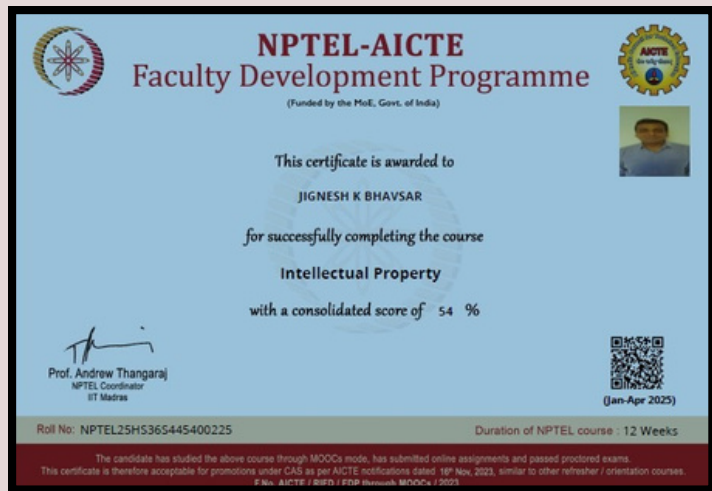 NPTEL-AICTE
AICTE
Faculty Development Programme
(Funded by the MoE, Govt. of India)
This certificate is awarded to
JIGNESH K BHAVSAR
for successfully completing the course
Intellectual Property
with a consolidated score of 54 %
Prof. Andrew Thangaraj
NPTEL Coordinator
IIT Madras
(Jan-Apr 2025)
Roll No: NPTEL25HS36S445400225
Duration of NPTEL course : 12 Weeks
The candidate has studied the above course through MOOCs mode, has submitted online assignments and passed proctored exams.
This certificate is therefore acceptable for promotions under CAS as per AICTE notifications dated 16th Nov, 2023, similar to other refresher / orientation courses.
F.No. AICTE / RIFD / FDP through MOOCs / 2023